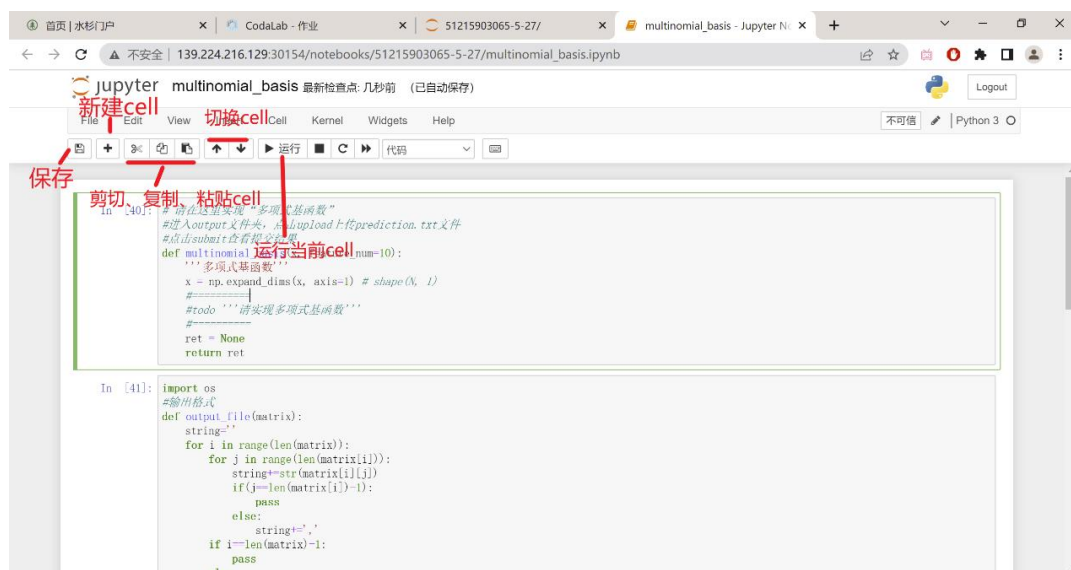 首页|水杉门户
CodaLab - 作业
51215903065-5-27/
multinomial_basis - Jupyter No
不安全 | 139.224.216.129:30154/notebooks/51215903065-5-27/multinomial_basis.ipynb
jupyter multinomial_basis 最新检查点: 几秒前 (已自动保存)
Logout
新建cell
切换cell
File Edit View Cell Kernel Widgets Help
不可信 Python 3
运行
代码
保存
剪切、复制、粘贴cell
运行当前cell
In [40]: # 请在这里实现“多项式基函数”
#进入output文件夹，点击upload上传prediction.txt文件
#点击submit查看提交结果
def multinomial_basis(x, feature_num=10):
'''多项式基函数'''
x = np.expand_dims(x, axis=1) # shape(N, 1)
#==========
#todo '''请实现多项式基函数'''
#==========
ret = None
return ret
In [41]: import os
#输出格式
def output_file(matrix):
string=''
for i in range(len(matrix)):
for j in range(len(matrix[i])):
string+=str(matrix[i][j])
if(j==len(matrix[i])-1):
pass
else:
string+=','
if i==len(matrix)-1:
pass